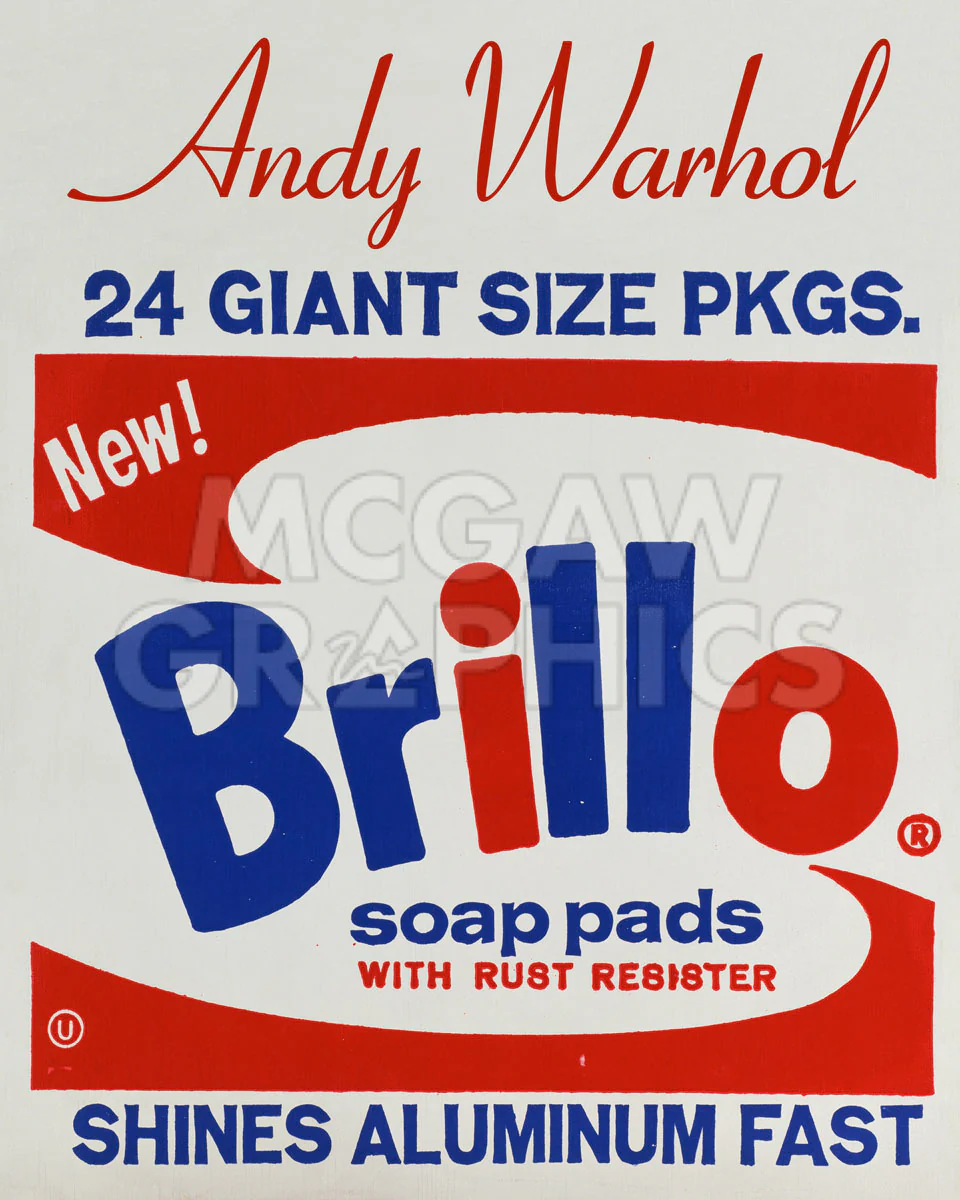 Andy Warhol
24 GIANT SIZE PKGS.
New!
MCGAW
GRAPHICS
Brillo®
soap pads
WITH RUST RESISTER
U
SHINES ALUMINUM FAST